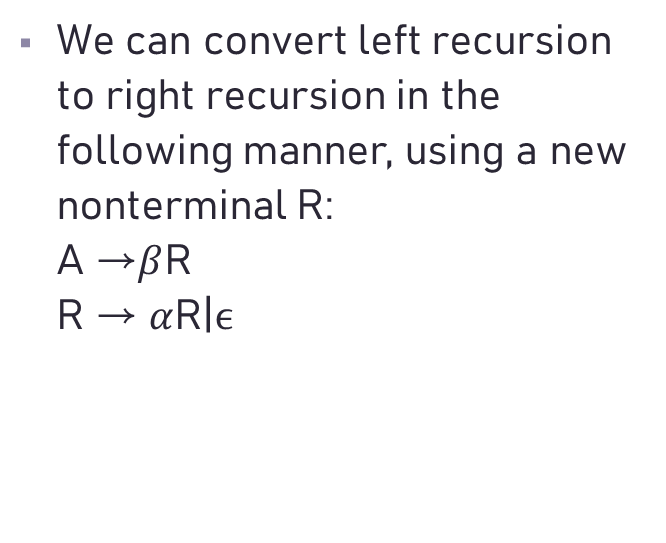 ▪ We can convert left recursion
to right recursion in the
following manner, using a new
nonterminal R:
A →𝛽R
R → 𝛼R|ϵ